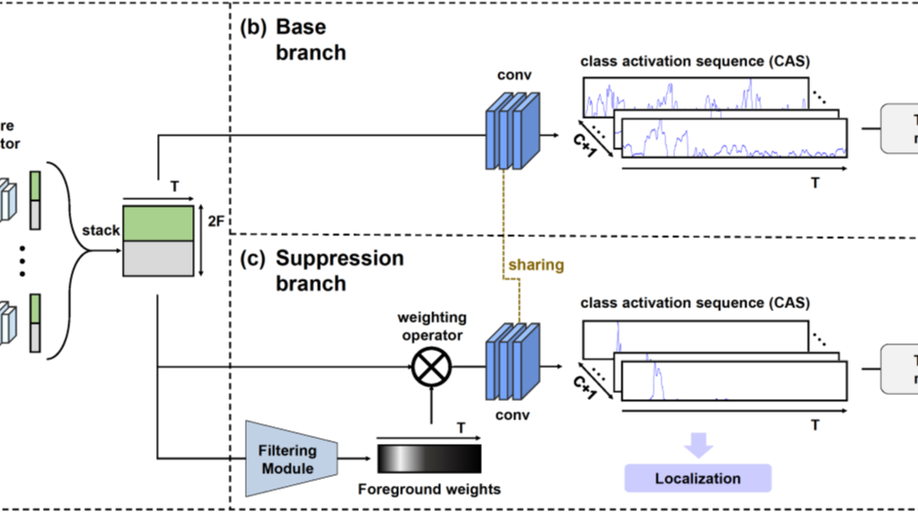 (b) Base
branch
conv
class activation sequence (CAS)
C+1
T
re
tor
T
stack
2F
(c) Suppression
branch
sharing
weighting
operator
class activation sequence (CAS)
conv
C+1
T
T
Filtering
Module
Foreground weights
Localization